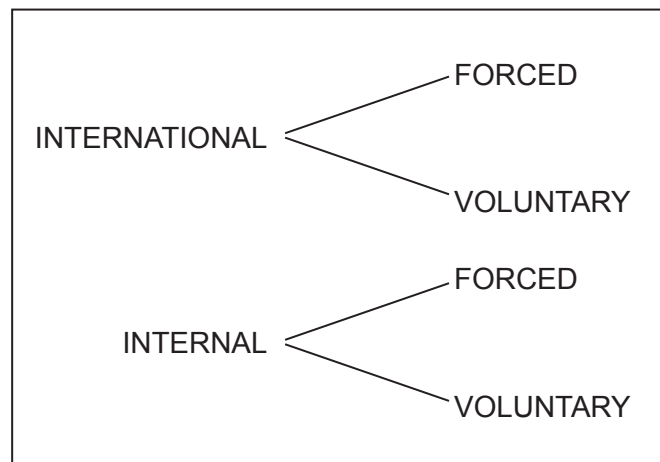 FORCED
INTERNATIONAL
VOLUNTARY
FORCED
INTERNAL
VOLUNTARY